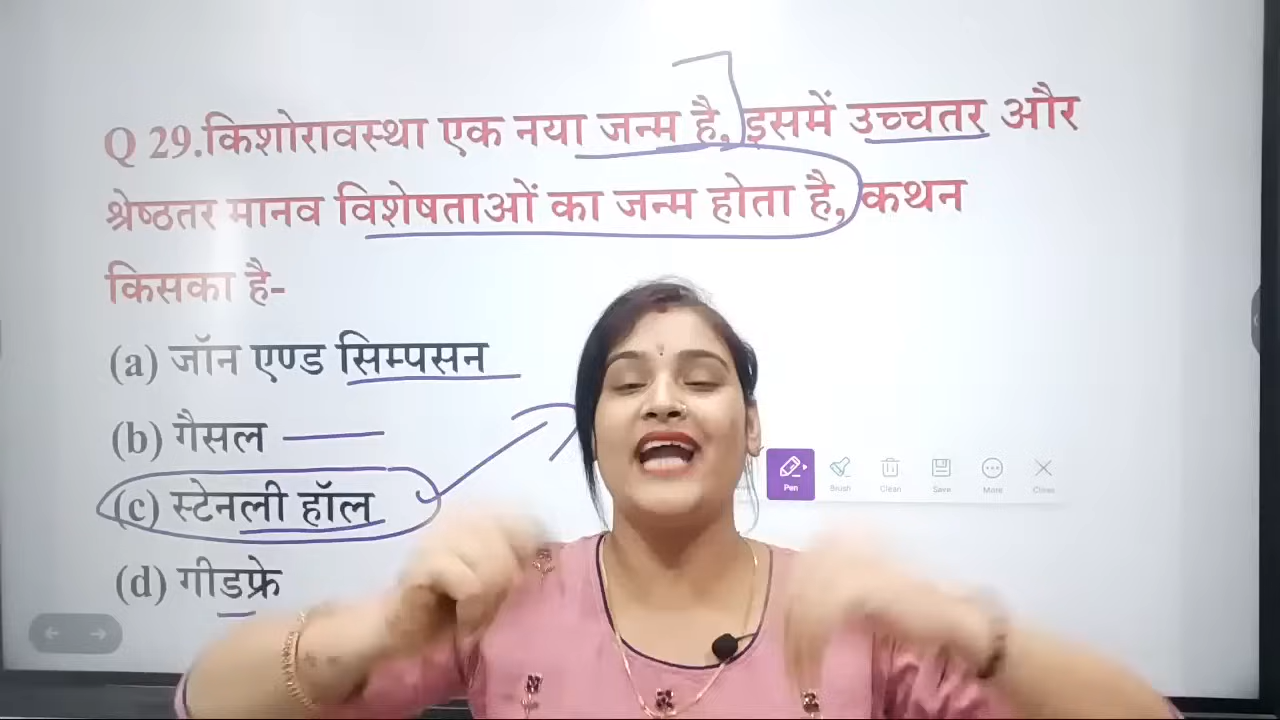 Q 29.किशोरावस्था एक नया जन्म है, इसमें उच्चतर और
श्रेष्ठतर मानव विशेषताओं का जन्म होता है, कथन
किसका है-
(a) जॉन एण्ड सिम्पसन
(b) गैसल
(c) स्टेनली हॉल
(d) गीडफ्रे
Pen Brush Clean Save More Close